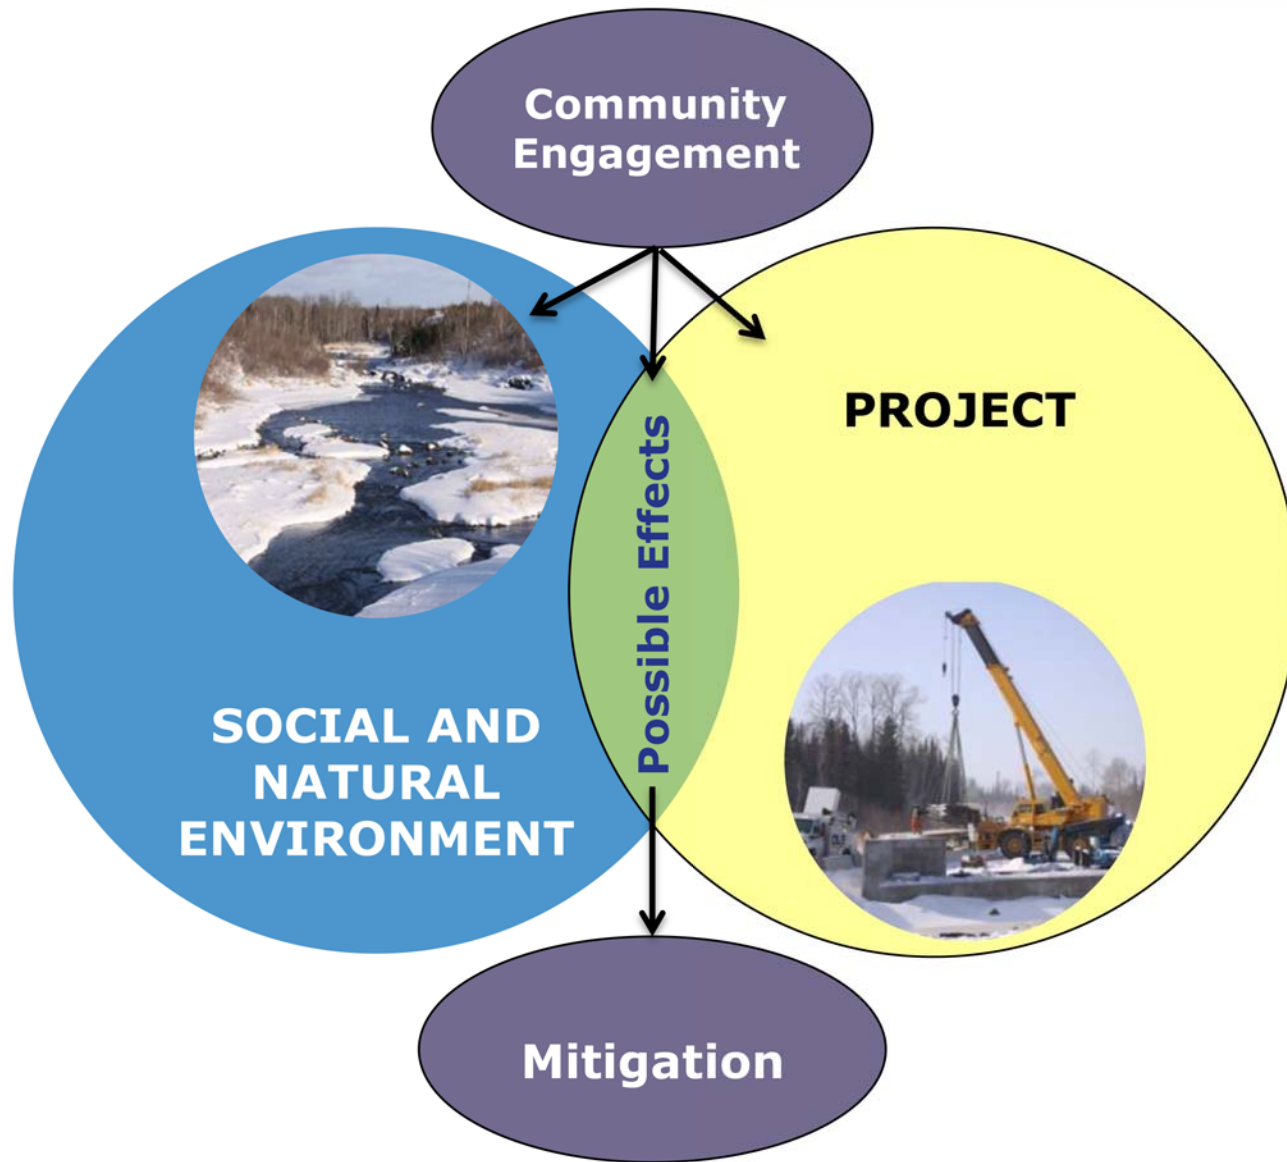 Community
Engagement
PROJECT
Possible Effects
SOCIAL AND
NATURAL
ENVIRONMENT
Mitigation